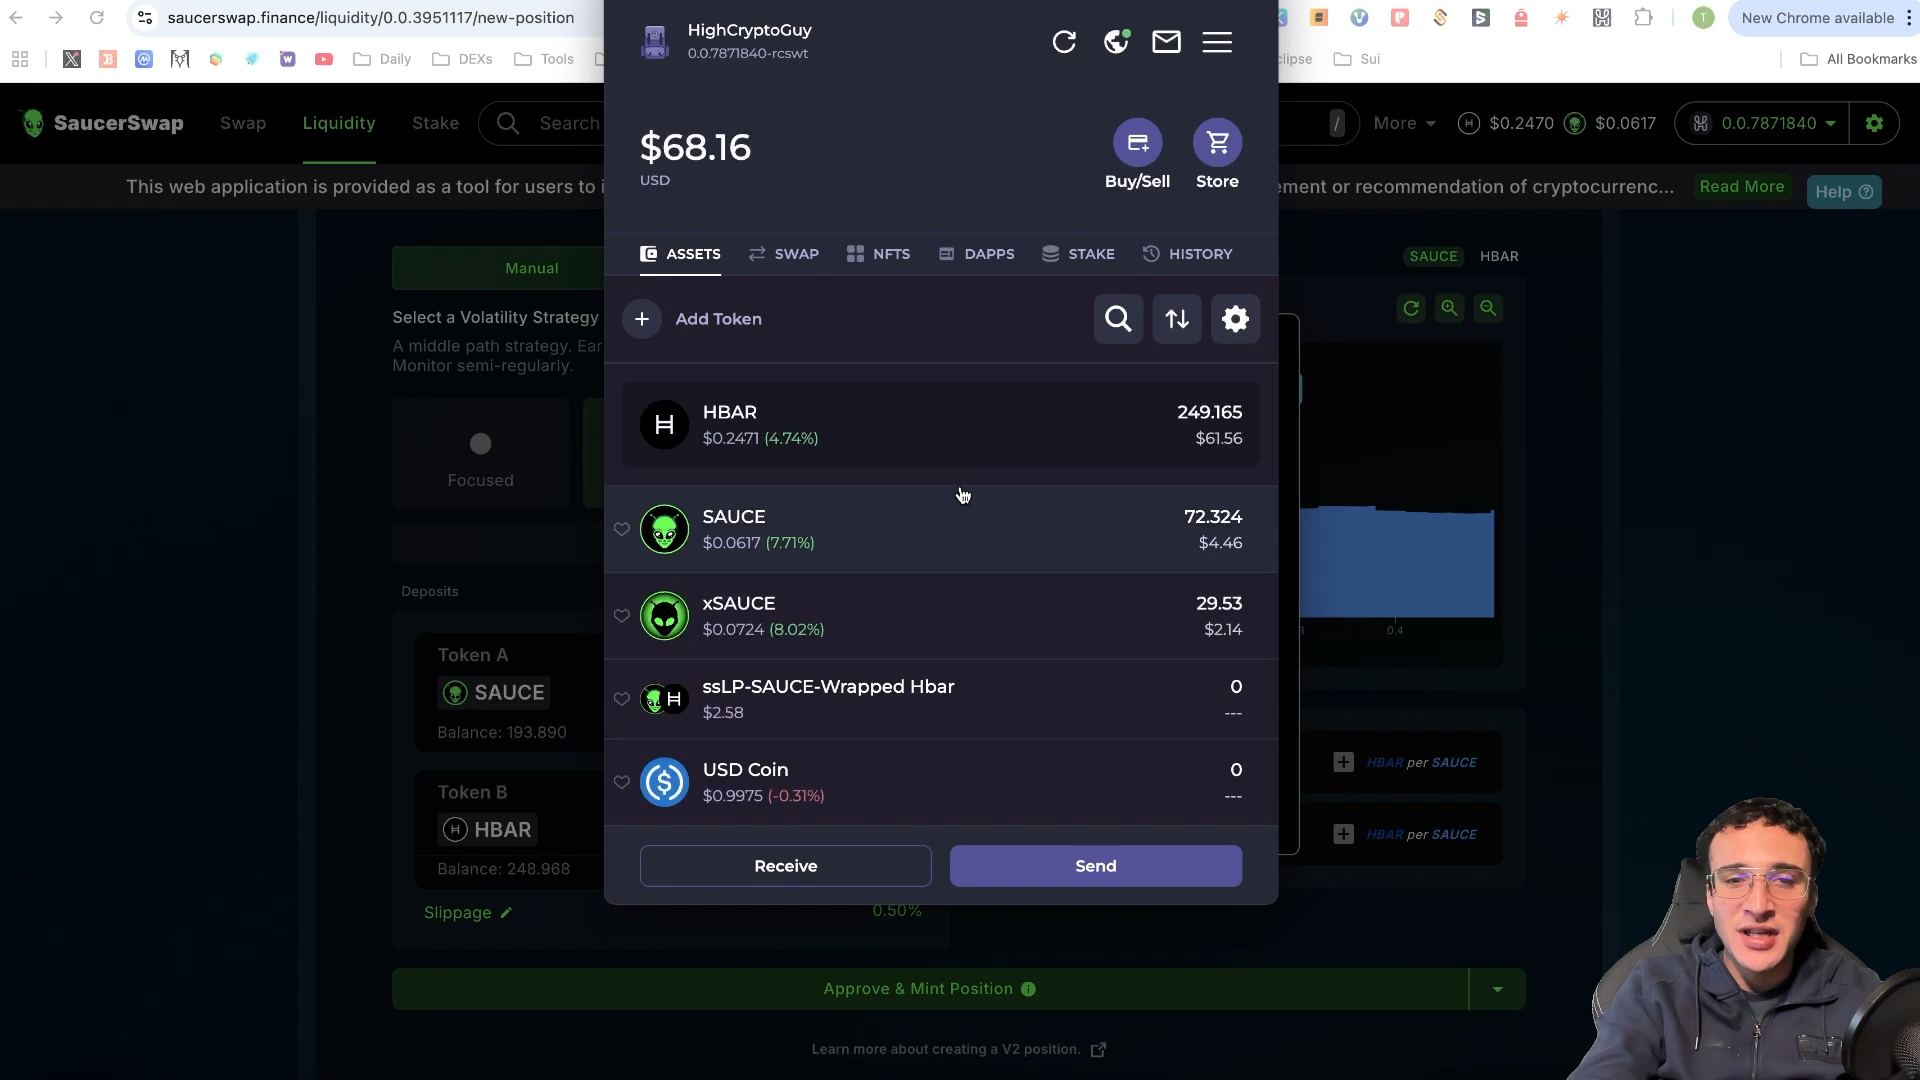 saucerswap.finance/liquidity/0.0.3951117/new-position
New Chrome available
T
Daily
DEXs
Tools
clipse
Sui
All Bookmarks
HighCryptoGuy
0.0.7871840-rcswt
SaucerSwap
Swap
Liquidity
Stake
Search
/
More
$0.2470
$0.0617
0.0.7871840
$68.16
USD
Buy/Sell
Store
This web application is provided as a tool for users to i
ement or recommendation of cryptocurrenc...
Read More
Help
ASSETS
SWAP
NFTS
DAPPS
STAKE
HISTORY
Manual
SAUCE
HBAR
Add Token
Select a Volatility Strategy
A middle path strategy. Ear
Monitor semi-regularly.
HBAR
249.165
$0.2471 (4.74%)
$61.56
Focused
SAUCE
72.324
$0.0617 (7.71%)
$4.46
Deposits
xSAUCE
29.53
$0.0724 (8.02%)
$2.14
3
0.4
Token A
SAUCE
Balance: 193.890
ssLP-SAUCE-Wrapped Hbar
0
$2.58
---
USD Coin
0
$0.9975 (-0.31%)
---
HBAR per SAUCE
Token B
HBAR
Balance: 248.968
HBAR per SAUCE
Receive
Send
Slippage
0.50%
Approve & Mint Position
Learn more about creating a V2 position.